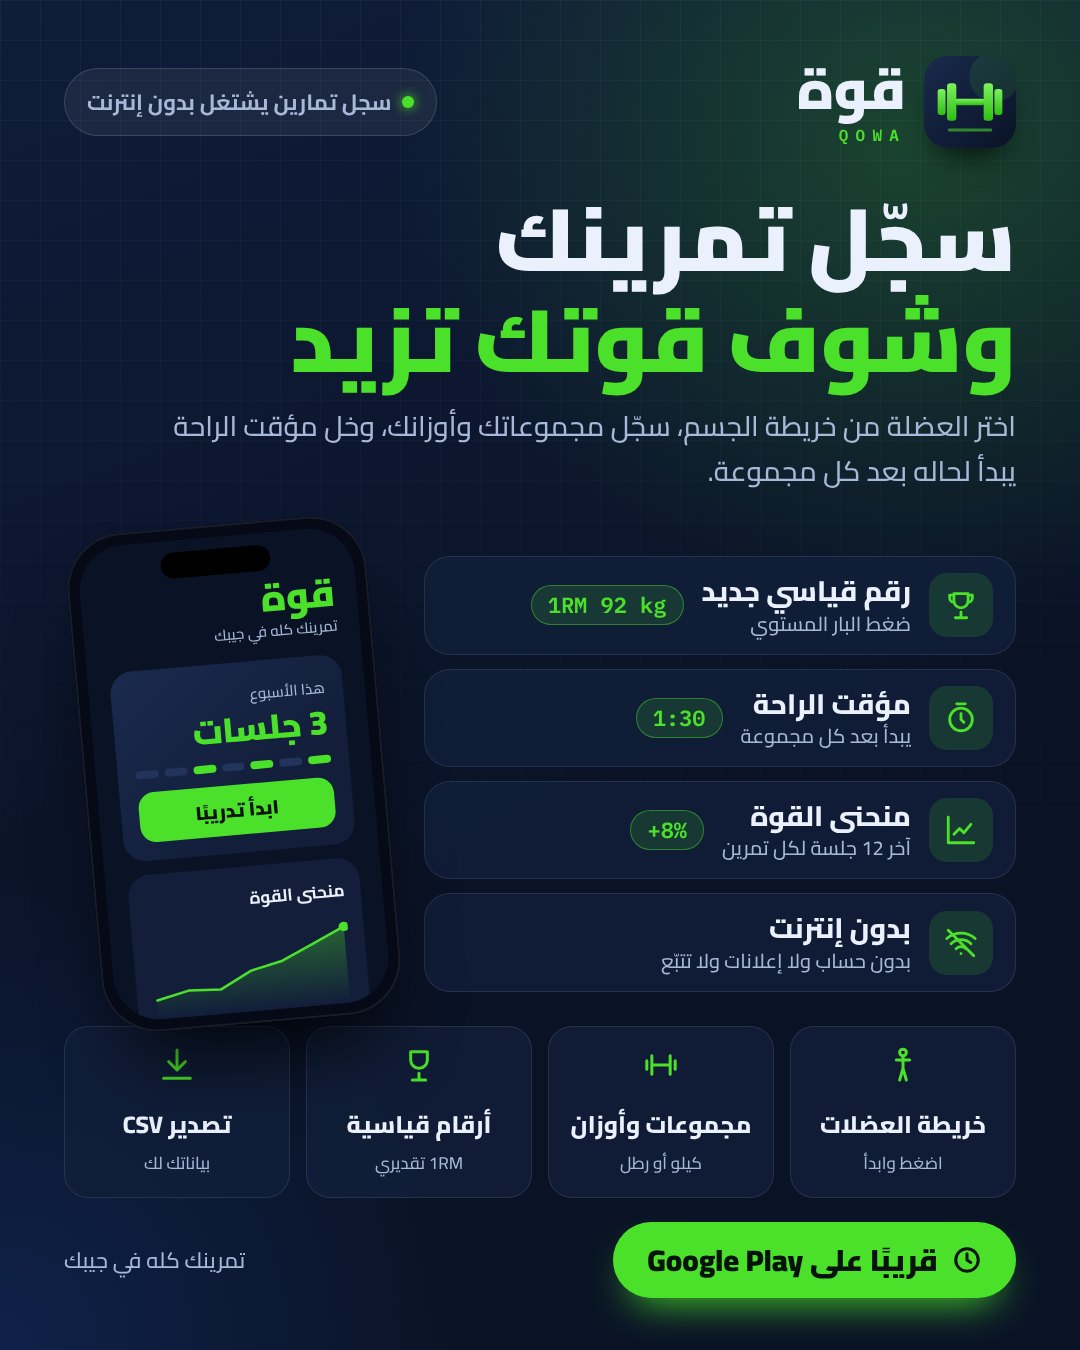 قوة
QOWA
سجل تمارين يشتغل بدون إنترنت
سجّل تمرينك
وشوف قوتك تزيد
اختر العضلة من خريطة الجسم، سجّل مجموعاتك وأوزانك، وخل مؤقت الراحة
يبدأ لحاله بعد كل مجموعة.
رقم قياسي جديد
ضغط البار المستوي
1RM 92 kg
مؤقت الراحة
يبدأ بعد كل مجموعة
1:30
منحنى القوة
آخر 12 جلسة لكل تمرين
+8%
بدون إنترنت
بدون حساب ولا إعلانات ولا تتبّع
قوة
تمرينك كله في جيبك
هذا الأسبوع
3 جلسات
ابدأ تدريبًا
منحنى القوة
خريطة العضلات
اضغط وابدأ
مجموعات وأوزان
كيلو أو رطل
أرقام قياسية
1RM تقديري
تصدير CSV
بياناتك لك
قريبًا على Google Play
تمرينك كله في جيبك